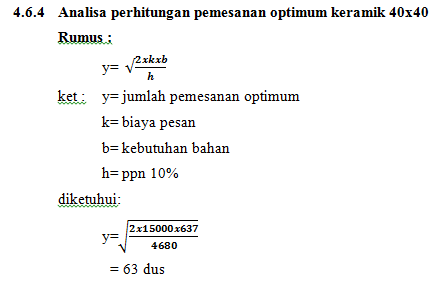 4.6.4 Analisa perhitungan pemesanan optimum keramik 40x40
Rumus :
y= √2xkxb/h
ket : y= jumlah pemesanan optimum
k= biaya pesan
b= kebutuhan bahan
h= ppn 10%
diketuhui:
y= √2x15000x637/4680
= 63 dus